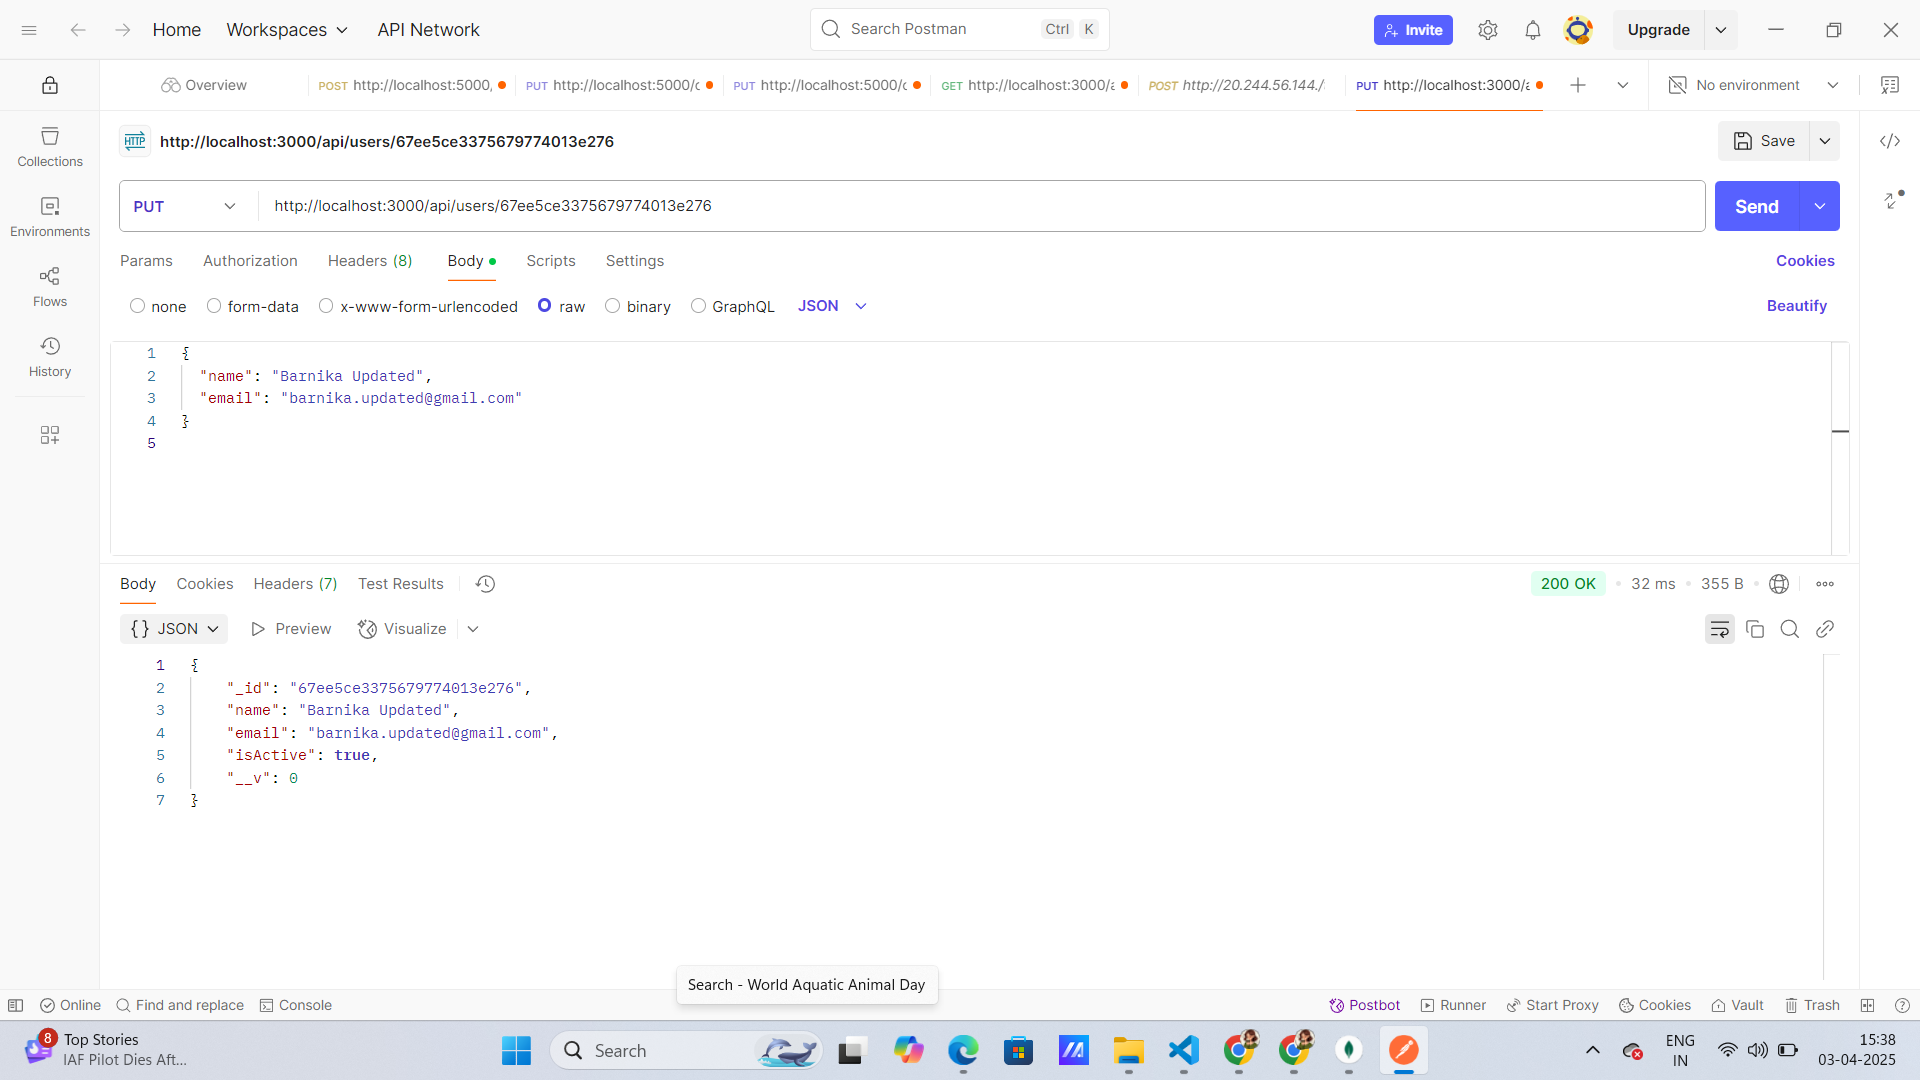 Home Workspaces API Network Search Postman Ctrl K Invite Upgrade
Overview POST http://localhost:5000, PUT http://localhost:5000/c PUT http://localhost:5000/c GET http://localhost:3000/a POST http://20.244.56.144./ PUT http://localhost:3000/a No environment
HTTP http://localhost:3000/api/users/67ee5ce3375679774013e276 Save
Collections
Environments
Flows
History
PUT http://localhost:3000/api/users/67ee5ce3375679774013e276 Send
Params Authorization Headers (8) Body Scripts Settings Cookies
none form-data x-www-form-urlencoded raw binary GraphQL JSON Beautify
1 {
2 "name": "Barnika Updated",
3 "email": "barnika.updated@gmail.com"
4 }
5
Body Cookies Headers (7) Test Results 200 OK 32 ms 355 B
{} JSON Preview Visualize
1 {
2 "_id": "67ee5ce3375679774013e276",
3 "name": "Barnika Updated",
4 "email": "barnika.updated@gmail.com",
5 "isActive": true,
6 "__v": 0
7 }
Search - World Aquatic Animal Day
Online Find and replace Console Postbot Runner Start Proxy Cookies Vault Trash
8 Top Stories
IAF Pilot Dies Aft...
Search
ENG
IN
15:38
03-04-2025